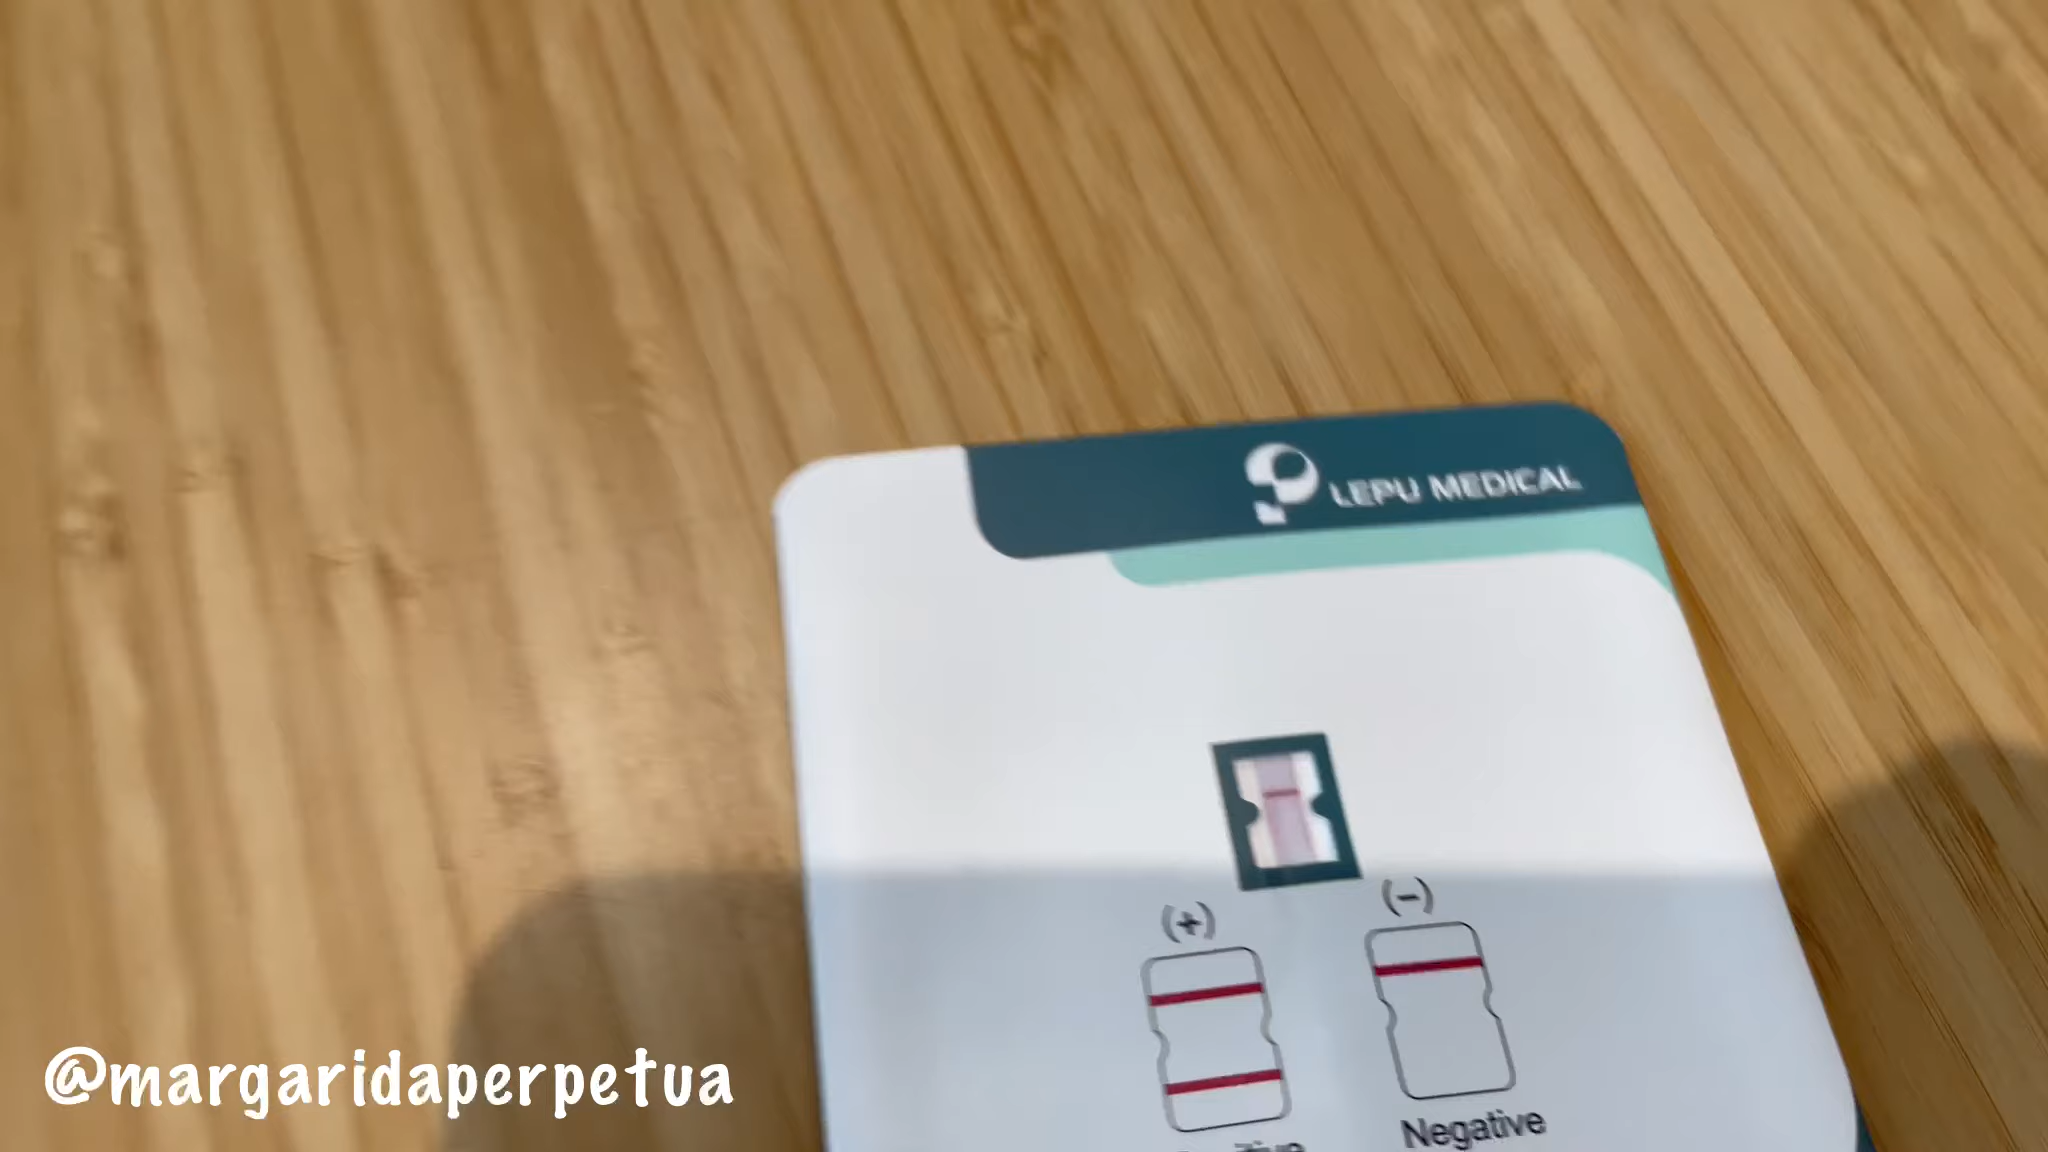 LEPU MEDICAL
(+)
(-)
Negative
@margaridaperpetua